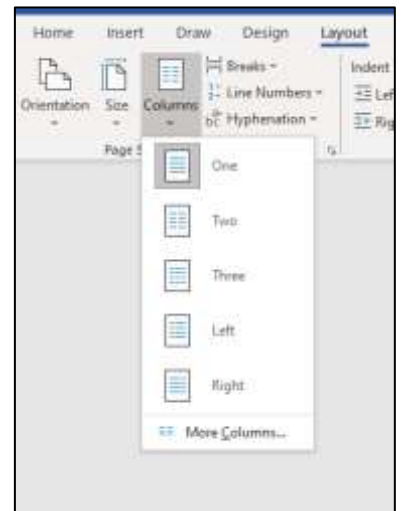 Home Insert Draw Design Layout
Breaks Indent
Line Numbers
Orientation Size Columns Hyphenation
Page
One
Two
Three
Left
Right
More Columns...